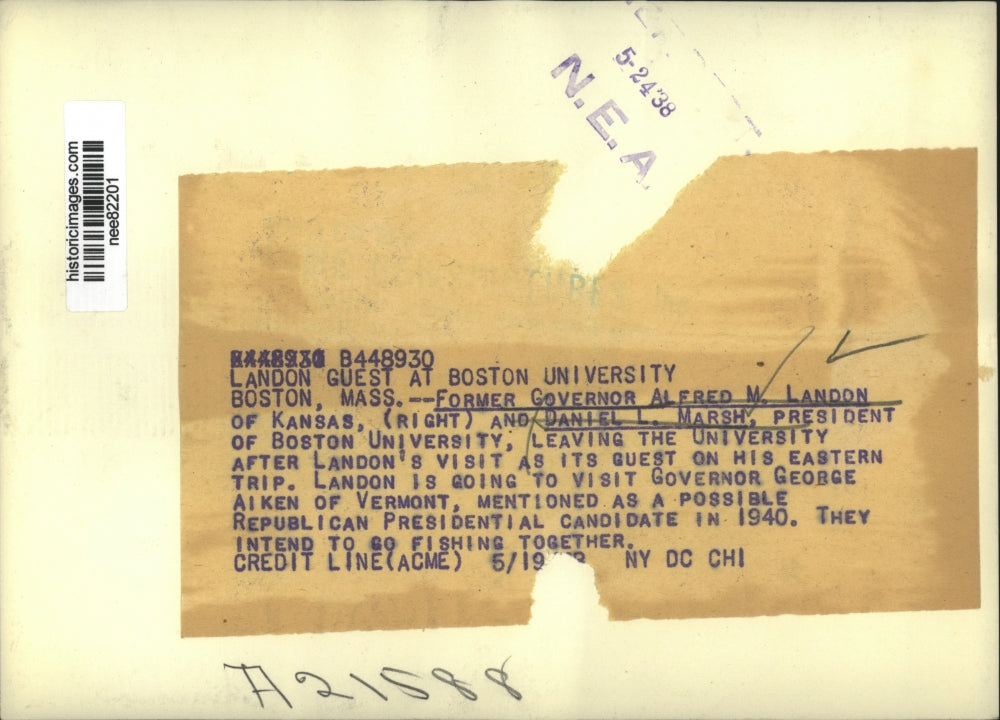 5-24'38
N.E.A.
historicimages.com
nee82201
B448930
LANDON GUEST AT BOSTON UNIVERSITY
BOSTON, MASS.--FORMER GOVERNOR ALFRED M. LANDON
OF KANSAS, (RIGHT) AND DANIEL L. MARSH, PRESIDENT
OF BOSTON UNIVERSITY, LEAVING THE UNIVERSITY
AFTER LANDON'S VISIT AS ITS GUEST ON HIS EASTERN
TRIP. LANDON IS GOING TO VISIT GOVERNOR GEORGE
AIKEN OF VERMONT, MENTIONED AS A POSSIBLE
REPUBLICAN PRESIDENTIAL CANDIDATE IN 1940. THEY
INTEND TO GO FISHING TOGETHER.
CREDIT LINE(ACME) 5/19 NY DC CHI
A21588